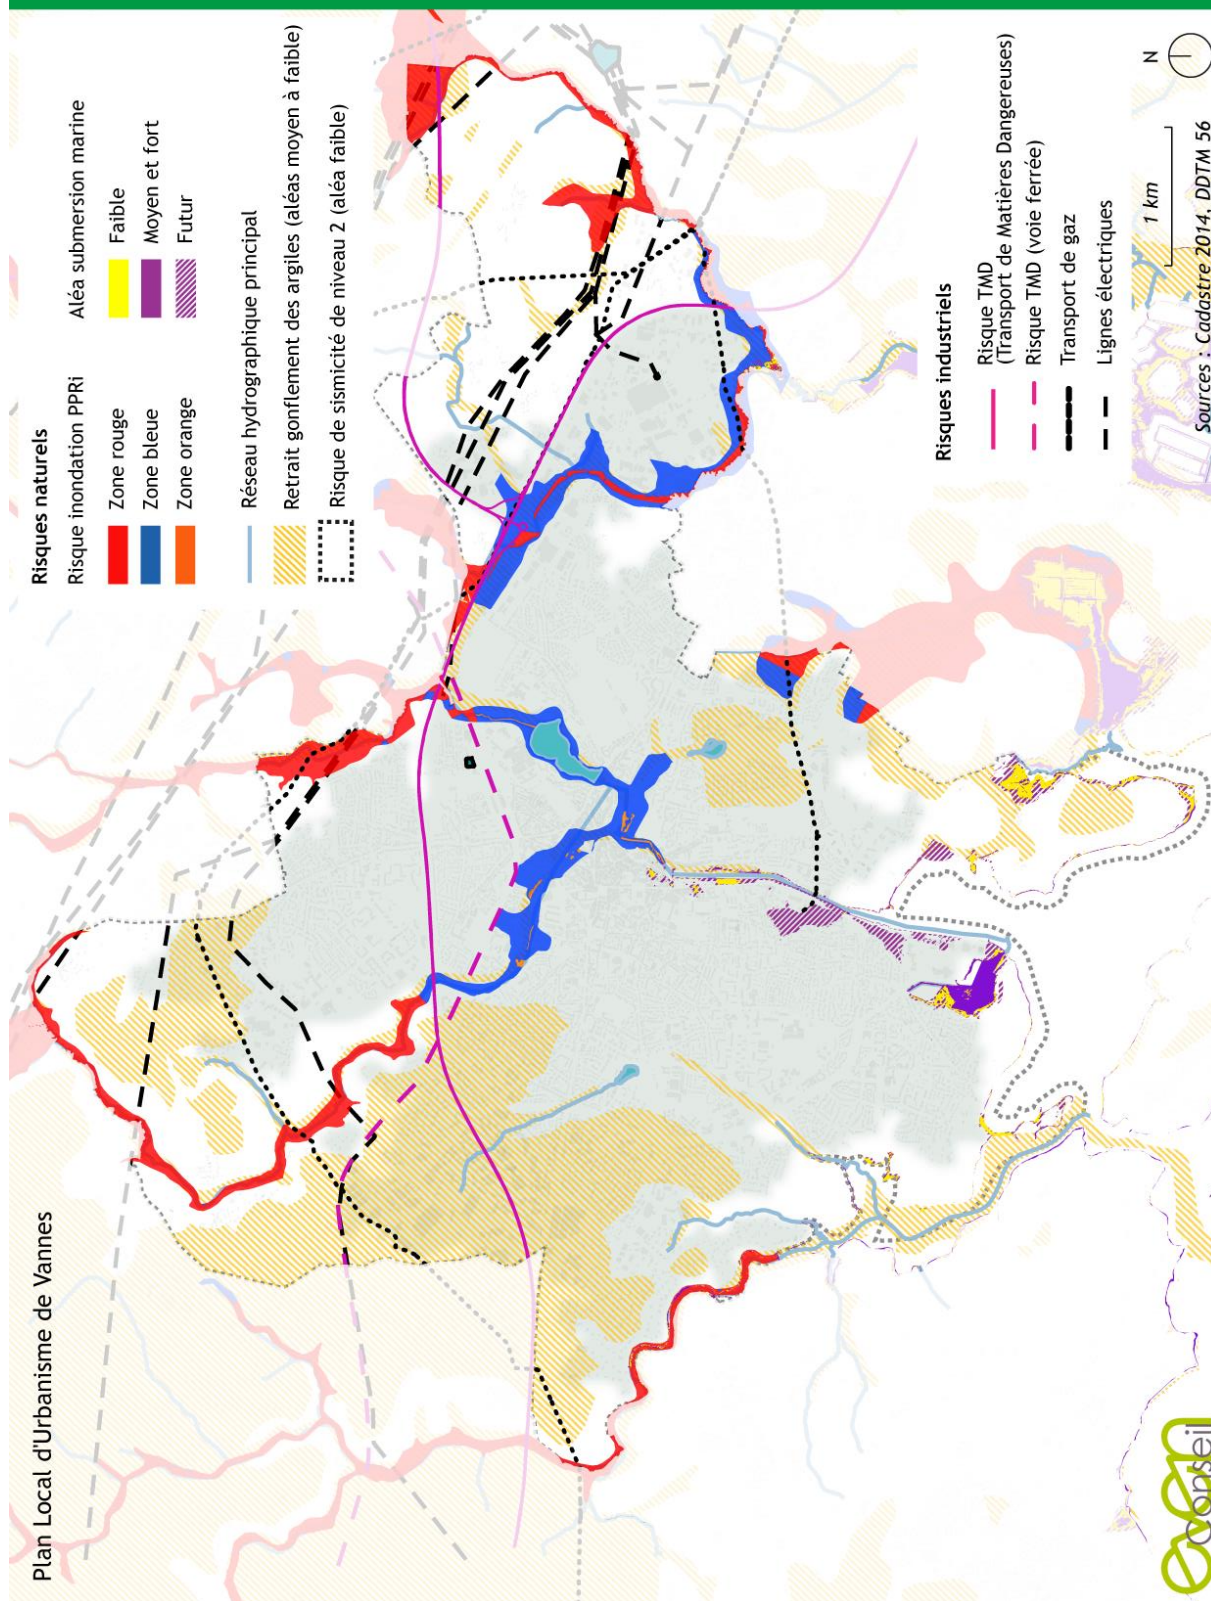 Plan Local d'Urbanisme de Vannes
Risques naturels
Risque inondation PPRi
Zone rouge
Zone bleue
Zone orange
Aléa submersion marine
Faible
Moyen et fort
Futur
Réseau hydrographique principal
Retrait gonflement des argiles (aléas moyen à faible)
Risque de sismicité de niveau 2 (aléa faible)
Risques industriels
Risque TMD
(Transport de Matières Dangereuses)
Risque TMD (voie ferrée)
Transport de gaz
Lignes électriques
N
1 km
Sources : Cadastre 2014, DDTM 56
even
conseil